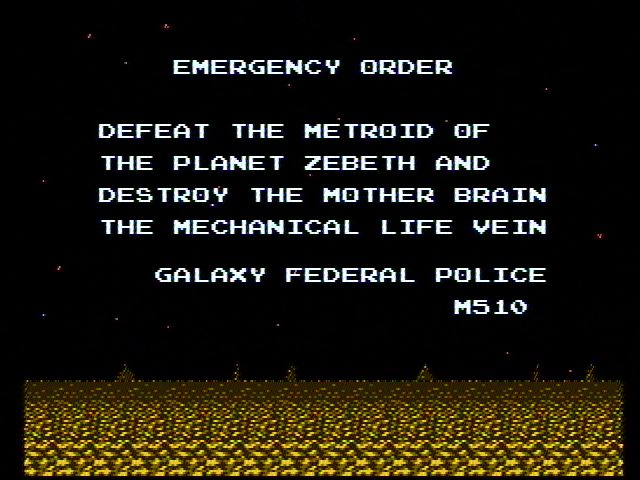 EMERGENCY ORDER
DEFEAT THE METROID OF
THE PLANET ZEBETH AND
DESTROY THE MOTHER BRAIN
THE MECHANICAL LIFE VEIN
GALAXY FEDERAL POLICE
M510